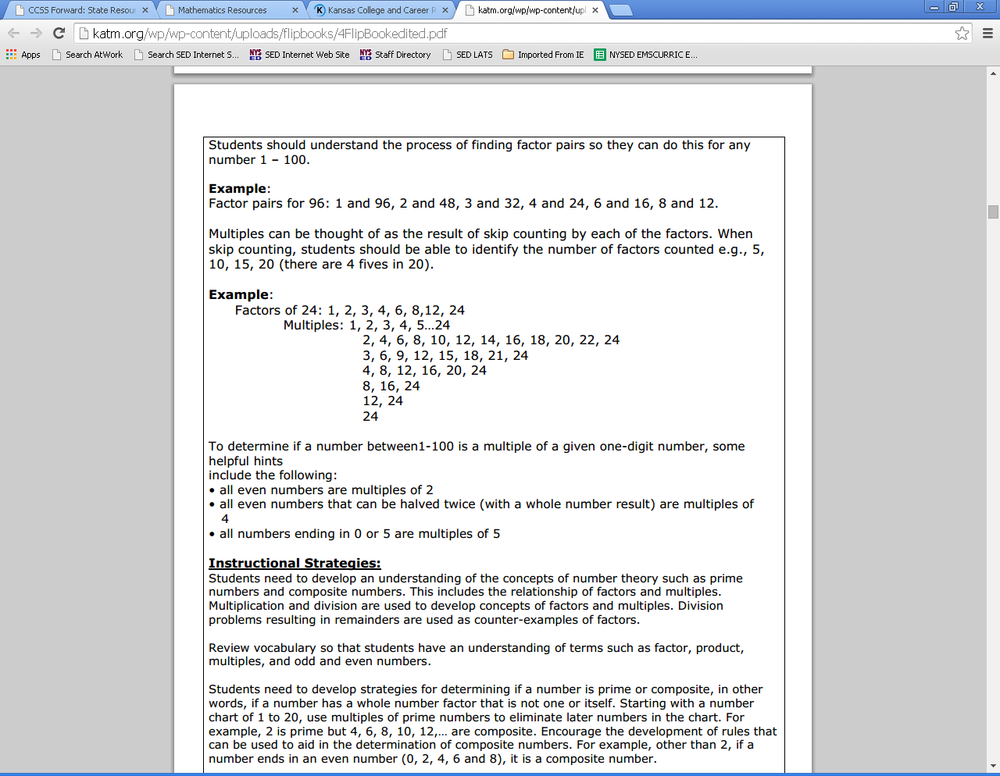 CCSS Forward: State Resour
Mathematics Resources
Kansas College and Career R
katm.org/wp/wp-content/upl
katm.org/wp/wp-content/uploads/flipbooks/4FlipBookedited.pdf
Apps
Search AtWork
Search SED Internet S...
NYS ED SED Internet Web Site
NYS ED Staff Directory
SED LATS
Imported From IE
NYSED EMSCURRIC E...
Students should understand the process of finding factor pairs so they can do this for any
number 1 – 100.
Example:
Factor pairs for 96: 1 and 96, 2 and 48, 3 and 32, 4 and 24, 6 and 16, 8 and 12.
Multiples can be thought of as the result of skip counting by each of the factors. When
skip counting, students should be able to identify the number of factors counted e.g., 5,
10, 15, 20 (there are 4 fives in 20).
Example:
Factors of 24: 1, 2, 3, 4, 6, 8,12, 24
Multiples: 1, 2, 3, 4, 5…24
2, 4, 6, 8, 10, 12, 14, 16, 18, 20, 22, 24
3, 6, 9, 12, 15, 18, 21, 24
4, 8, 12, 16, 20, 24
8, 16, 24
12, 24
24
To determine if a number between1-100 is a multiple of a given one-digit number, some
helpful hints
include the following:
• all even numbers are multiples of 2
• all even numbers that can be halved twice (with a whole number result) are multiples of
4
• all numbers ending in 0 or 5 are multiples of 5
Instructional Strategies:
Students need to develop an understanding of the concepts of number theory such as prime
numbers and composite numbers. This includes the relationship of factors and multiples.
Multiplication and division are used to develop concepts of factors and multiples. Division
problems resulting in remainders are used as counter-examples of factors.
Review vocabulary so that students have an understanding of terms such as factor, product,
multiples, and odd and even numbers.
Students need to develop strategies for determining if a number is prime or composite, in other
words, if a number has a whole number factor that is not one or itself. Starting with a number
chart of 1 to 20, use multiples of prime numbers to eliminate later numbers in the chart. For
example, 2 is prime but 4, 6, 8, 10, 12,… are composite. Encourage the development of rules that
can be used to aid in the determination of composite numbers. For example, other than 2, if a
number ends in an even number (0, 2, 4, 6 and 8), it is a composite number.